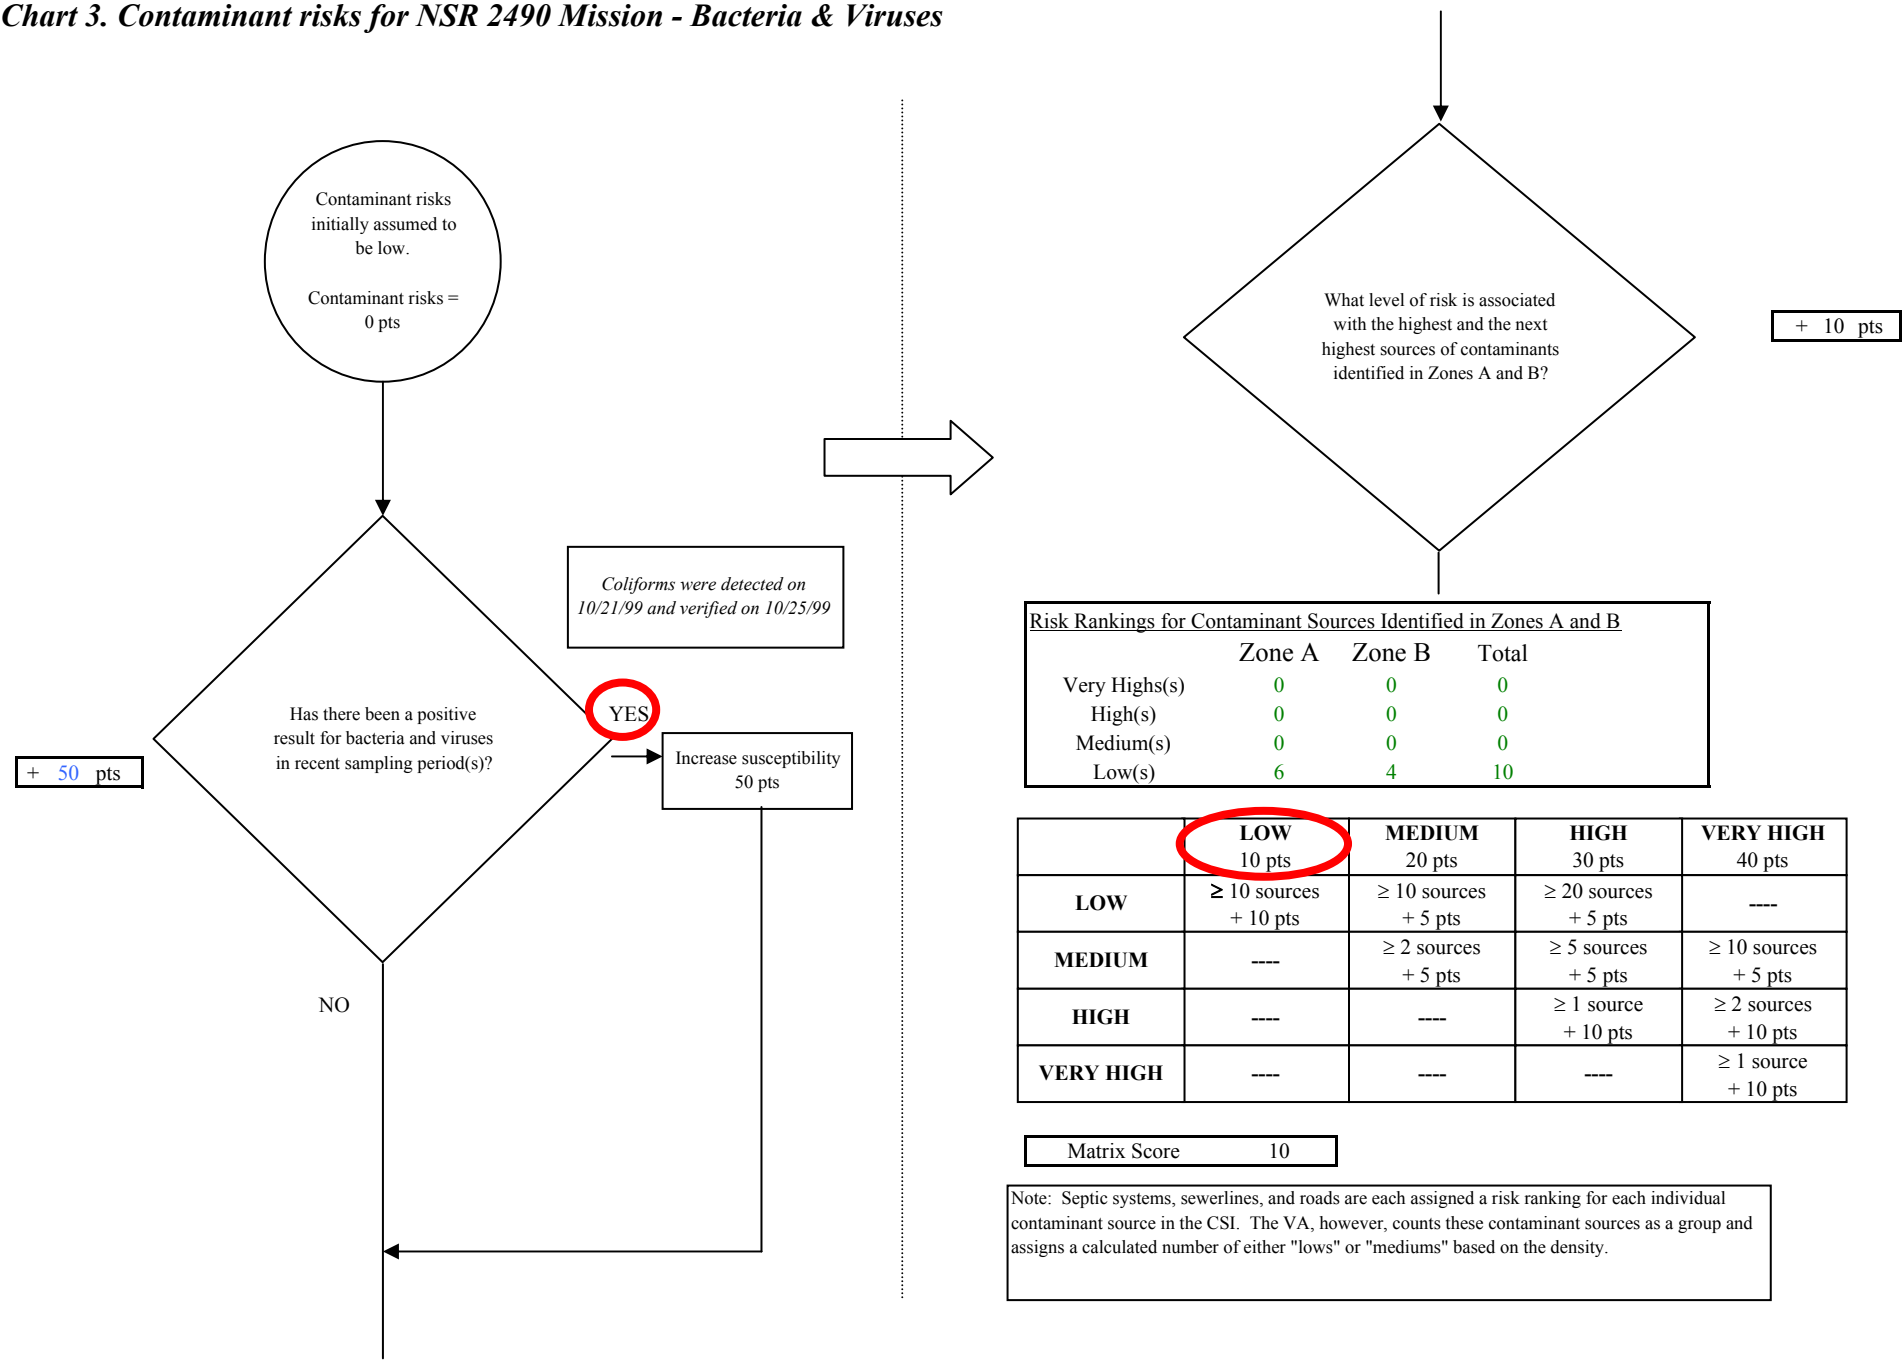 Chart 3. Contaminant risks for NSR 2490 Mission - Bacteria & Viruses
Contaminant risks
initially assumed to
be low.
Contaminant risks =
0 pts
Coliforms were detected on
10/21/99 and verified on 10/25/99
Has there been a positive
result for bacteria and viruses
in recent sampling period(s)?
YES
+ 50 pts
Increase susceptibility
50 pts
NO
What level of risk is associated
with the highest and the next
highest sources of contaminants
identified in Zones A and B?
+ 10 pts
Risk Rankings for Contaminant Sources Identified in Zones A and B
Zone A Zone B Total
Very Highs(s) 0 0 0
High(s) 0 0 0
Medium(s) 0 0 0
Low(s) 6 4 10
LOW MEDIUM HIGH VERY HIGH
10 pts 20 pts 30 pts 40 pts
LOW ≥ 10 sources ≥ 10 sources ≥ 20 sources ----
+ 10 pts + 5 pts + 5 pts
MEDIUM ---- ≥ 2 sources ≥ 5 sources ≥ 10 sources
+ 5 pts + 5 pts + 5 pts
HIGH ---- ---- ≥ 1 source ≥ 2 sources
+ 10 pts + 10 pts
VERY HIGH ---- ---- ---- ≥ 1 source
+ 10 pts
Matrix Score 10
Note: Septic systems, sewerlines, and roads are each assigned a risk ranking for each individual
contaminant source in the CSI. The VA, however, counts these contaminant sources as a group and
assigns a calculated number of either "lows" or "mediums" based on the density.